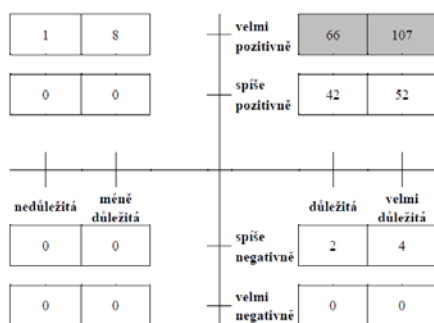 1 8 velmi pozitivně 66 107
0 0 spíše pozitivně 42 52
nedůležitá méně důležitá důležitá velmi důležitá
0 0 spíše negativně 2 4
0 0 velmi negativně 0 0